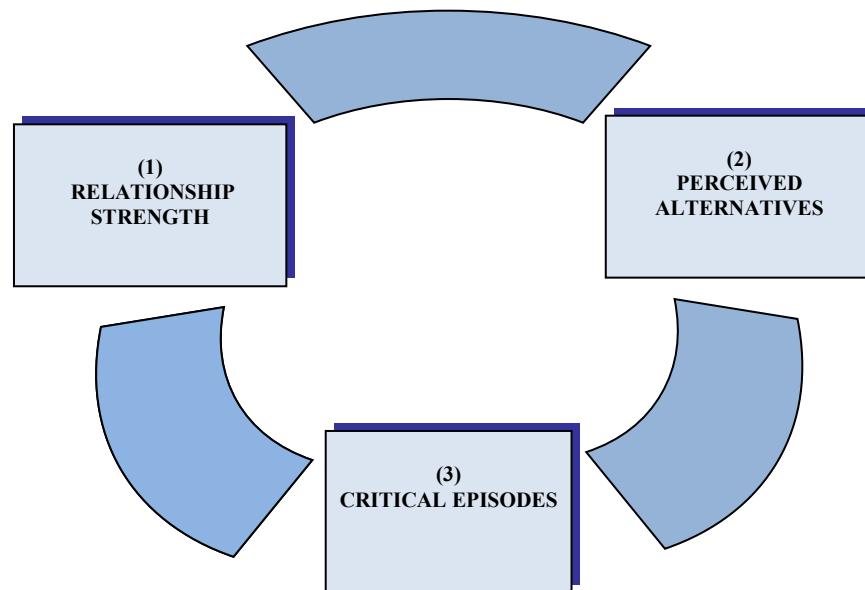 (1)
RELATIONSHIP
STRENGTH
(2)
PERCEIVED
ALTERNATIVES
(3)
CRITICAL EPISODES